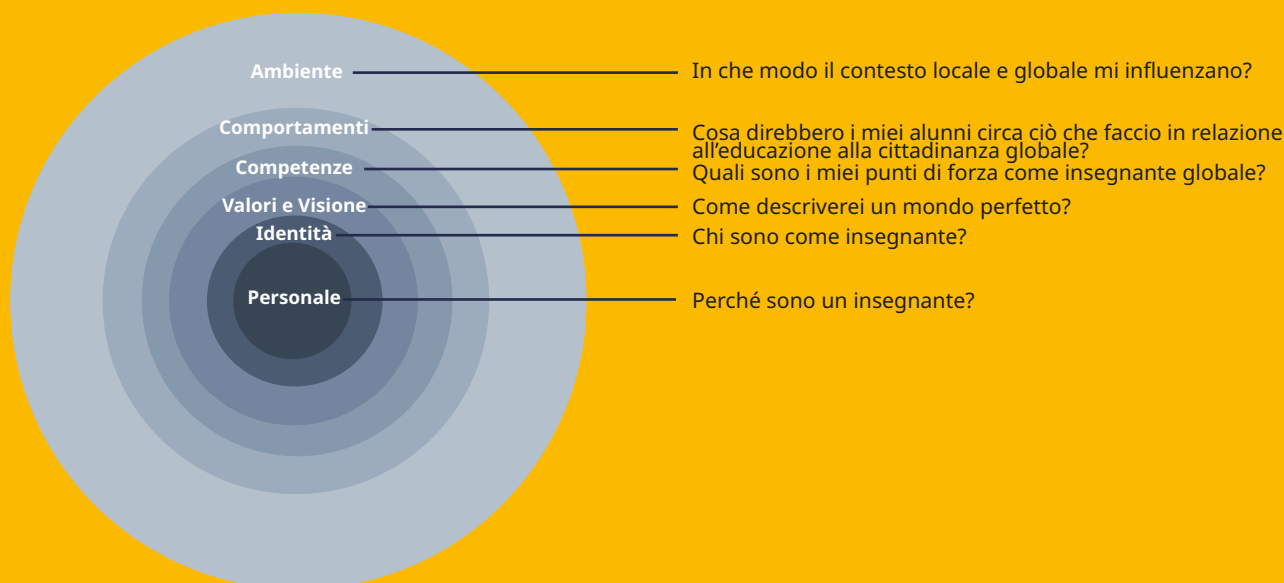 Ambiente
In che modo il contesto locale e globale mi influenzano?
Comportamenti
Cosa direbbero i miei alunni circa ciò che faccio in relazione
all’educazione alla cittadinanza globale?
Competenze
Quali sono i miei punti di forza come insegnante globale?
Valori e Visione
Come descriverei un mondo perfetto?
Identità
Chi sono come insegnante?
Personale
Perché sono un insegnante?